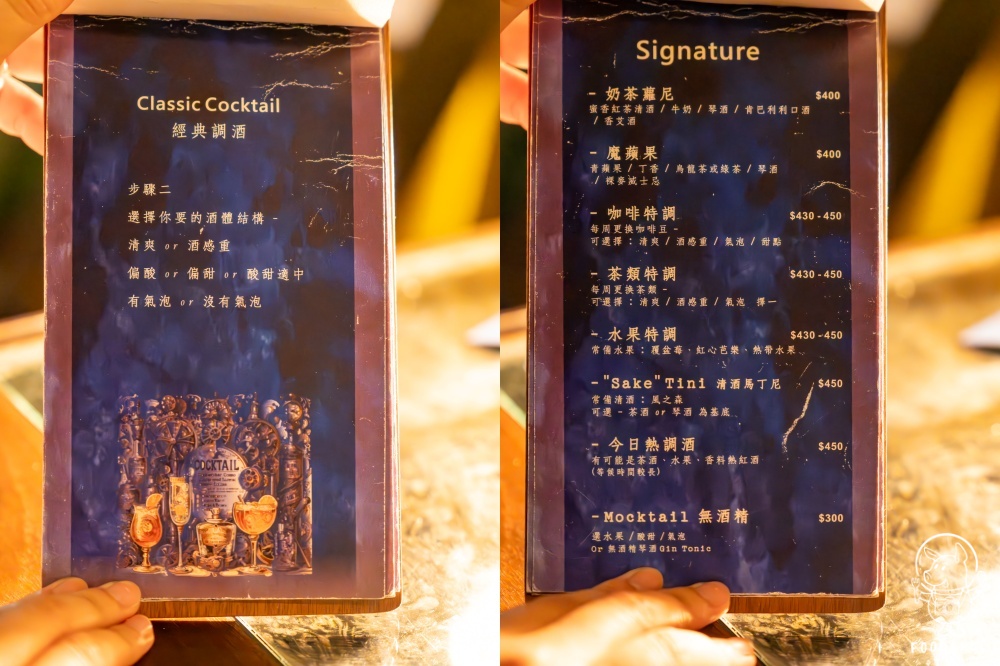 Classic Cocktail
經典調酒
步驟二
選擇你要的酒體結構 -
清爽 or 酒感重
偏酸 or 偏甜 or 酸甜適中
有氣泡 or 沒有氣泡
COCKTAIL
Signature
- 奶茶蘿尼 $400
蜜香紅茶清酒 / 牛奶 / 琴酒 / 肯巴利利口酒
/ 香艾酒
- 魔蘋果 $400
青蘋果 / 丁香 / 烏龍茶或綠茶 / 琴酒
/ 裸麥威士忌
- 咖啡特調 $430-450
每周更換咖啡豆 -
可選擇 : 清爽 / 酒感重 / 氣泡 / 甜點
- 茶類特調 $430-450
每周更換茶類 -
可選擇 : 清爽 / 酒感重 / 氣泡 擇一
- 水果特調 $430-450
常備水果 : 覆盆莓、紅心芭樂、熱帶水果
-"Sake"Tini 清酒馬丁尼 $450
常備清酒 : 風之森
可選 - 茶酒 or 琴酒 為基底
- 今日熱調酒 $450
有可能是茶酒、水果、香料熱紅酒
(等候時間較長)
-Mocktail 無酒精 $300
選水果 / 酸甜 / 氣泡
Or 無酒精琴酒Gin Tonic